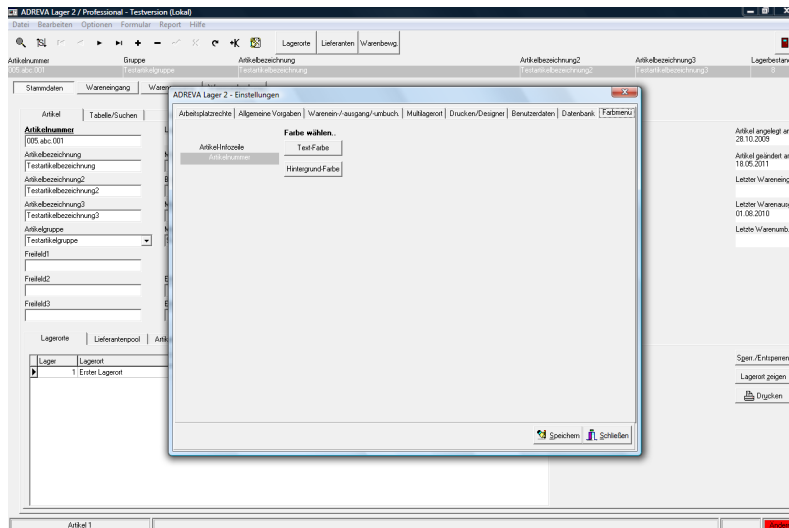 ADREVA Lager 2 / Professional - Testversion (Lokal)
Datei Bearbeiten Optionen Formular Report Hilfe
Lagerorte Lieferanten Warenbewg.
Artikelnummer Gruppe Artikelbezeichnung Artikelbezeichnung2 Artikelbezeichnung3 Lagerbestand
005.abc.001 Testartikelgruppe Testartikelbezeichnung Testartikelbezeichnung2 Testartikelbezeichnung3
Stammdaten Wareneingang
ADREVA Lager 2 - Einstellungen
Arbeitsplatzrechte Allgemeine Vorgaben Warenein-/-ausgang/-umbuch. Multilagerort Drucken/Designer Benutzerdaten Datenbank Farbmenü
Artikel Tabelle/Suchen
Farbe wählen..
Artikel-Infozeile Text-Farbe
Artikelnummer
Hintergrund-Farbe
Artikelnummer
005.abc.001
Artikelbezeichnung
Testartikelbezeichnung
Artikelbezeichnung2
Testartikelbezeichnung2
Artikelbezeichnung3
Testartikelbezeichnung3
Artikelgruppe
Testartikelgruppe
Freifeld1
Freifeld2
Freifeld3
Artikel angelegt am
28.10.2009
Artikel geändert am
18.05.2011
Letzter Wareneing
Letzter Warenausg
01.08.2010
Letzte Warenumb.
Lagerorte Lieferantenpool Artik
Lager Lagerort
1 Erster Lagerort
Sperr./Entsperren
Lagerort zeigen
Drucken
Speichern Schließen
Artikel 1